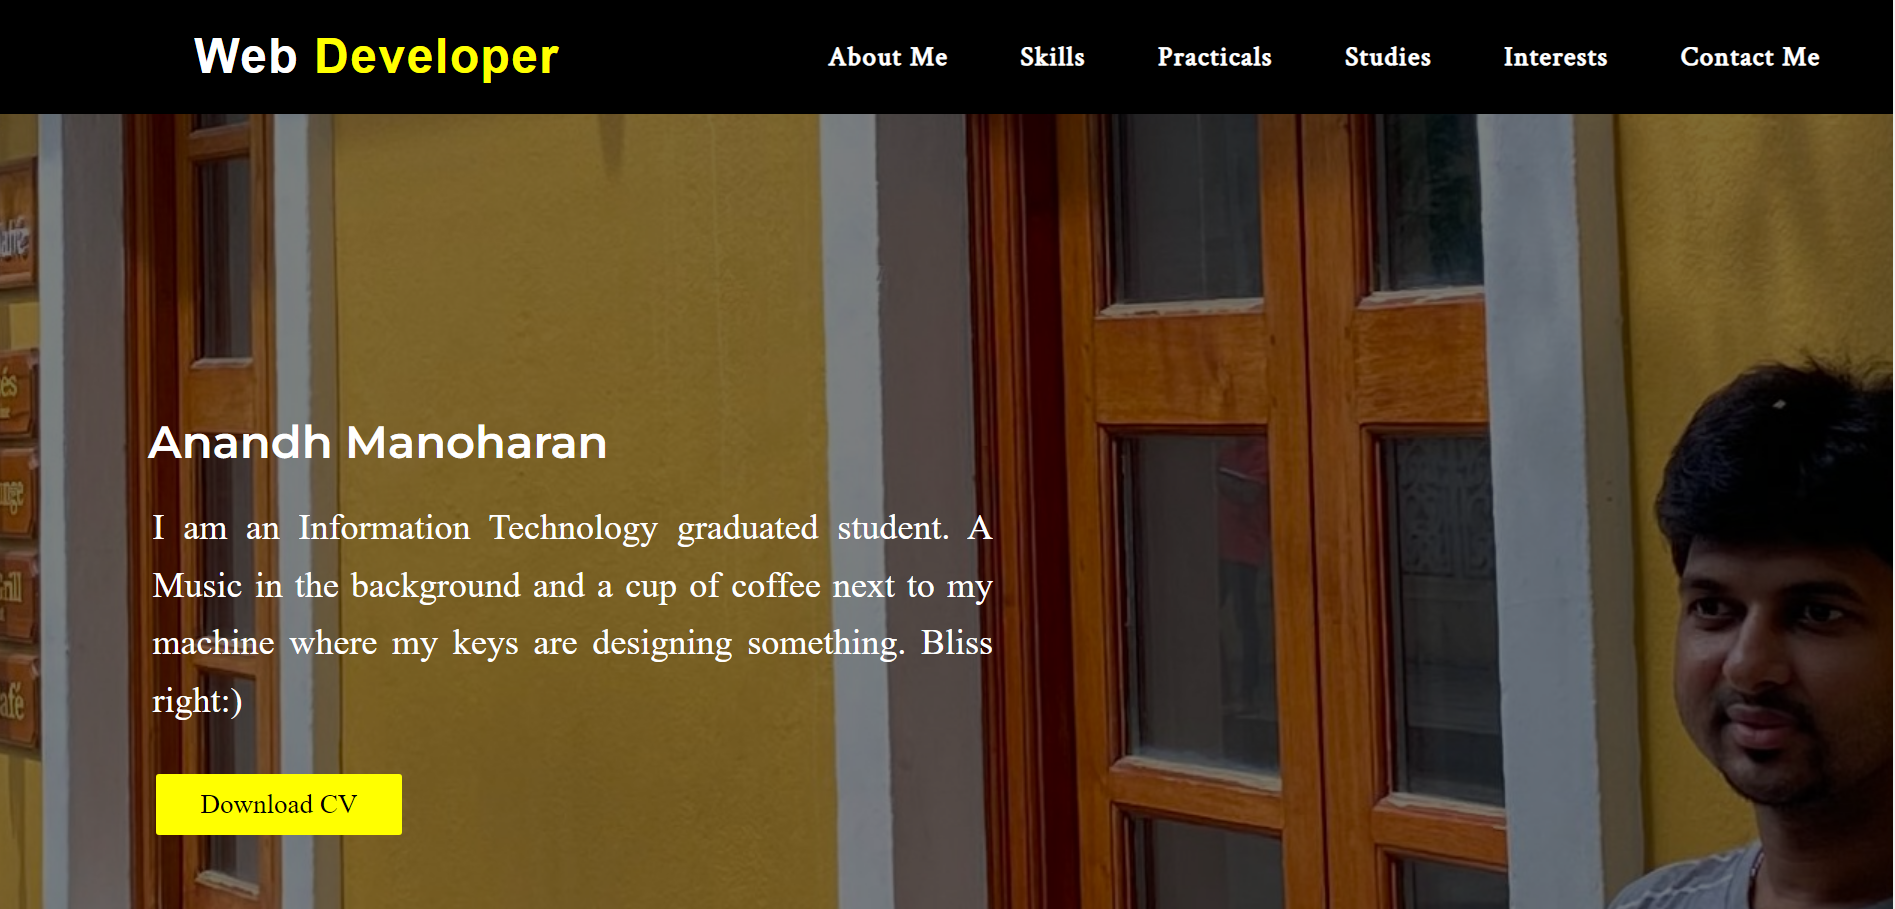 Web Developer
About Me Skills Practicals Studies Interests Contact Me
Anandh Manoharan
I am an Information Technology graduated student. A
Music in the background and a cup of coffee next to my
machine where my keys are designing something. Bliss
right:)
Download CV